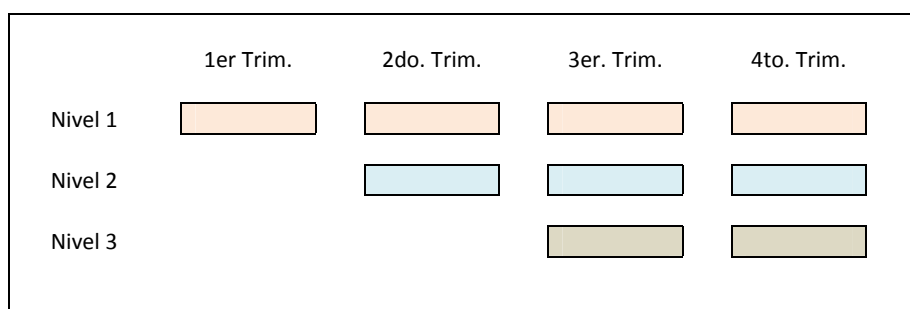 1er Trim. 2do. Trim. 3er. Trim. 4to. Trim.
Nivel 1
Nivel 2
Nivel 3